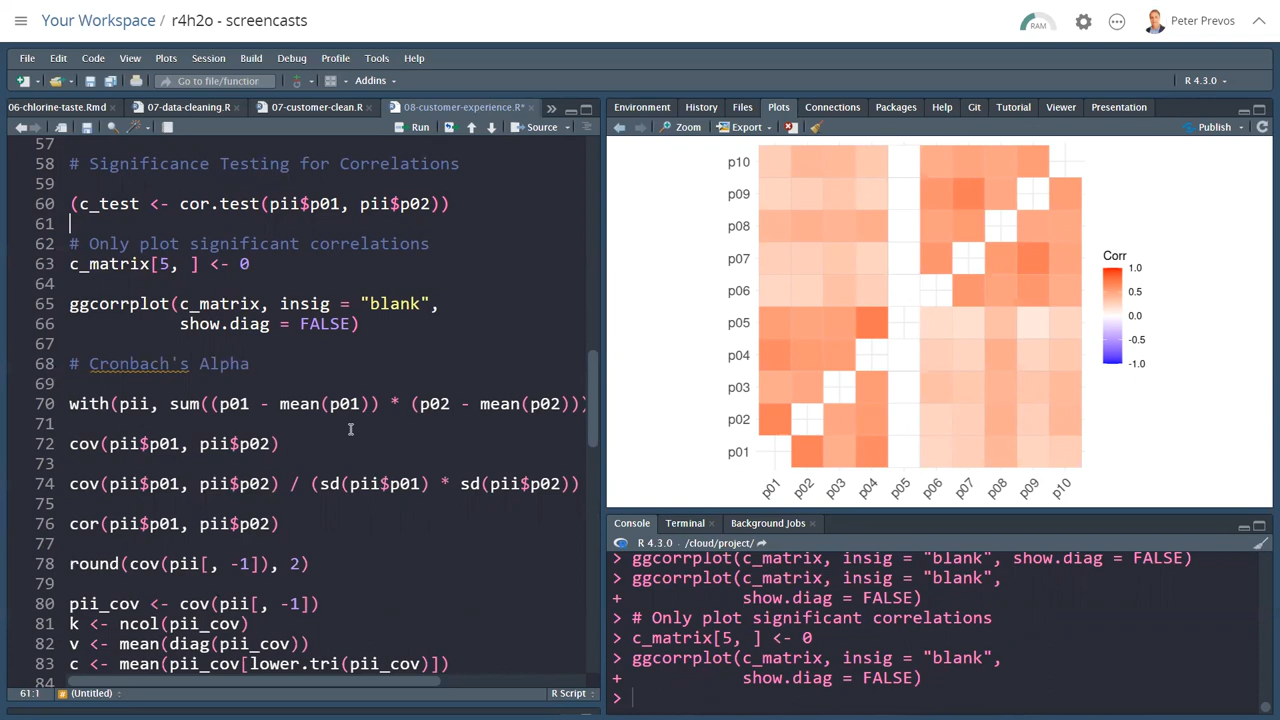 Your Workspace / r4h2o - screencasts
RAM
Peter Prevos
File Edit Code View Plots Session Build Debug Profile Tools Help
Go to file/function Addins
R 4.3.0
06-chlorine-taste.Rmd 07-data-cleaning.R 07-customer-clean.R 08-customer-experience.R*
Run Source
57
58 # Significance Testing for Correlations
59
60 (c_test <- cor.test(pii$p01, pii$p02))
61
62 # Only plot significant correlations
63 c_matrix[5, ] <- 0
64
65 ggcorrplot(c_matrix, insig = "blank",
66 show.diag = FALSE)
67
68 # Cronbach's Alpha
69
70 with(pii, sum((p01 - mean(p01)) * (p02 - mean(p02)))
71
72 cov(pii$p01, pii$p02)
73
74 cov(pii$p01, pii$p02) / (sd(pii$p01) * sd(pii$p02))
75
76 cor(pii$p01, pii$p02)
77
78 round(cov(pii[, -1]), 2)
79
80 pii_cov <- cov(pii[, -1])
81 k <- ncol(pii_cov)
82 v <- mean(diag(pii_cov))
83 c <- mean(pii_cov[lower.tri(pii_cov)])
84
61:1 # (Untitled) R Script
Environment History Files Plots Connections Packages Help Git Tutorial Viewer Presentation
Zoom Export Publish
p10
p09
p08
p07
p06
p05
p04
p03
p02
p01
p01 p02 p03 p04 p05 p06 p07 p08 p09 p10
Corr
1.0
0.5
0.0
-0.5
-1.0
Console Terminal Background Jobs
R 4.3.0 · /cloud/project/
> ggcorrplot(c_matrix, insig = "blank", show.diag = FALSE)
> ggcorrplot(c_matrix, insig = "blank",
+ show.diag = FALSE)
> # Only plot significant correlations
> c_matrix[5, ] <- 0
> ggcorrplot(c_matrix, insig = "blank",
+ show.diag = FALSE)
>